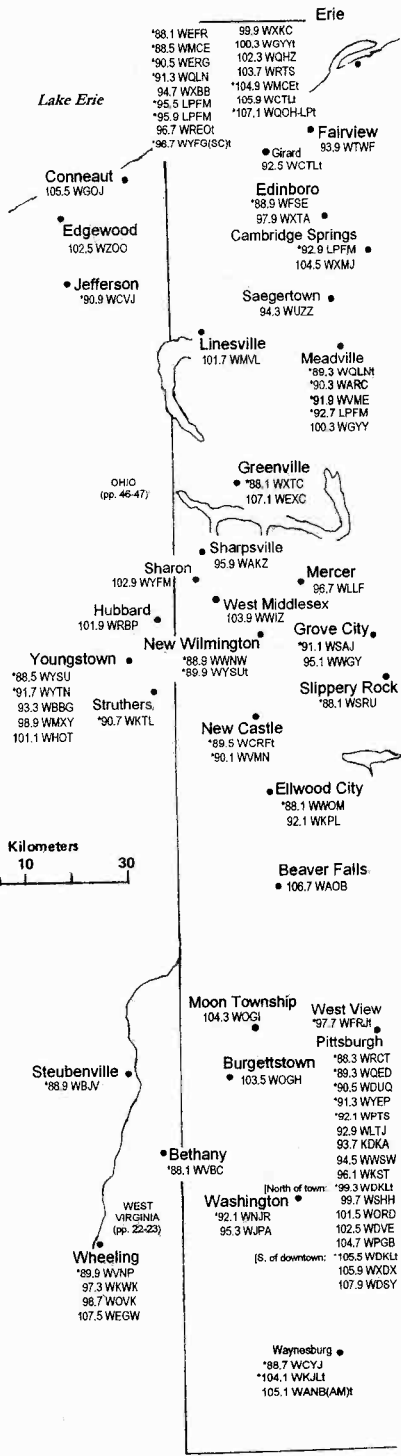 Erie
*88.1 WEFR
*88.5 WMCE
*90.5 WERG
*91.3 WQLN
94.7 WXBB
*95.5 LPFM
*95.9 LPFM
96.7 WREOt
*96.7 WYFG(SC)t
99.9 WXKC
100.3 WGYYt
102.3 WQHZ
103.7 WRTS
*104.9 WMCEt
105.9 WCTLt
*107.1 WQOH-LPt
Lake Erie
Fairview
93.9 WTWF
Girard
92.5 WCTLt
Conneaut
105.5 WGOJ
Edinboro
*88.9 WFSE
97.9 WXTA
Edgewood
102.5 WZOO
Cambridge Springs
*92.9 LPFM
104.5 WXMJ
Jefferson
*90.9 WCVJ
Saegertown
94.3 WUZZ
Linesville
101.7 WMVL
Meadville
*89.3 WQLNt
*90.3 WARC
*91.9 WVME
*92.7 LPFM
100.3 WGYY
Greenville
*88.1 WXTC
107.1 WEXC
OHIO
(pp. 46-47)
Sharpsville
95.9 WAKZ
Sharon
102.9 WYFM
Mercer
96.7 WLLF
West Middlesex
103.9 WWIZ
Hubbard
101.9 WRBP
Grove City
*91.1 WSAJ
95.1 WWGY
New Wilmington
*88.9 WWNW
*89.9 WYSUt
Youngstown
*88.5 WYSU
*91.7 WYTN
93.3 WBBG
98.9 WMXY
101.1 WHOT
Struthers
*90.7 WKTL
Slippery Rock
*88.1 WSRU
New Castle
*89.5 WCRFt
*90.1 WVMN
Ellwood City
*88.1 WWOM
92.1 WKPL
Kilometers
10 30
Beaver Falls
106.7 WAOB
Moon Township
104.3 WOGI
West View
*97.7 WFRJt
Pittsburgh
*88.3 WRCT
*89.3 WQED
*90.5 WDUQ
*91.3 WYEP
*92.1 WPTS
92.9 WLTJ
93.7 KDKA
94.5 WWSW
96.1 WKST
[North of town: *99.3 WDKLt
99.7 WSHH
101.5 WORD
102.5 WDVE
104.7 WPGB
[S. of downtown: *105.5 WDKLt
105.9 WXDX
107.9 WDSY
Steubenville
*88.9 WBJV
Burgettstown
103.5 WOGH
Bethany
*88.1 WVBC
Washington
*92.1 WNJR
95.3 WJPA
WEST
VIRGINIA
(pp. 22-23)
Wheeling
*89.9 WVNP
97.3 WKWK
98.7 WOVK
107.5 WEGW
Waynesburg
*88.7 WCYJ
*104.1 WKJLt
105.1 WANB(AM)t